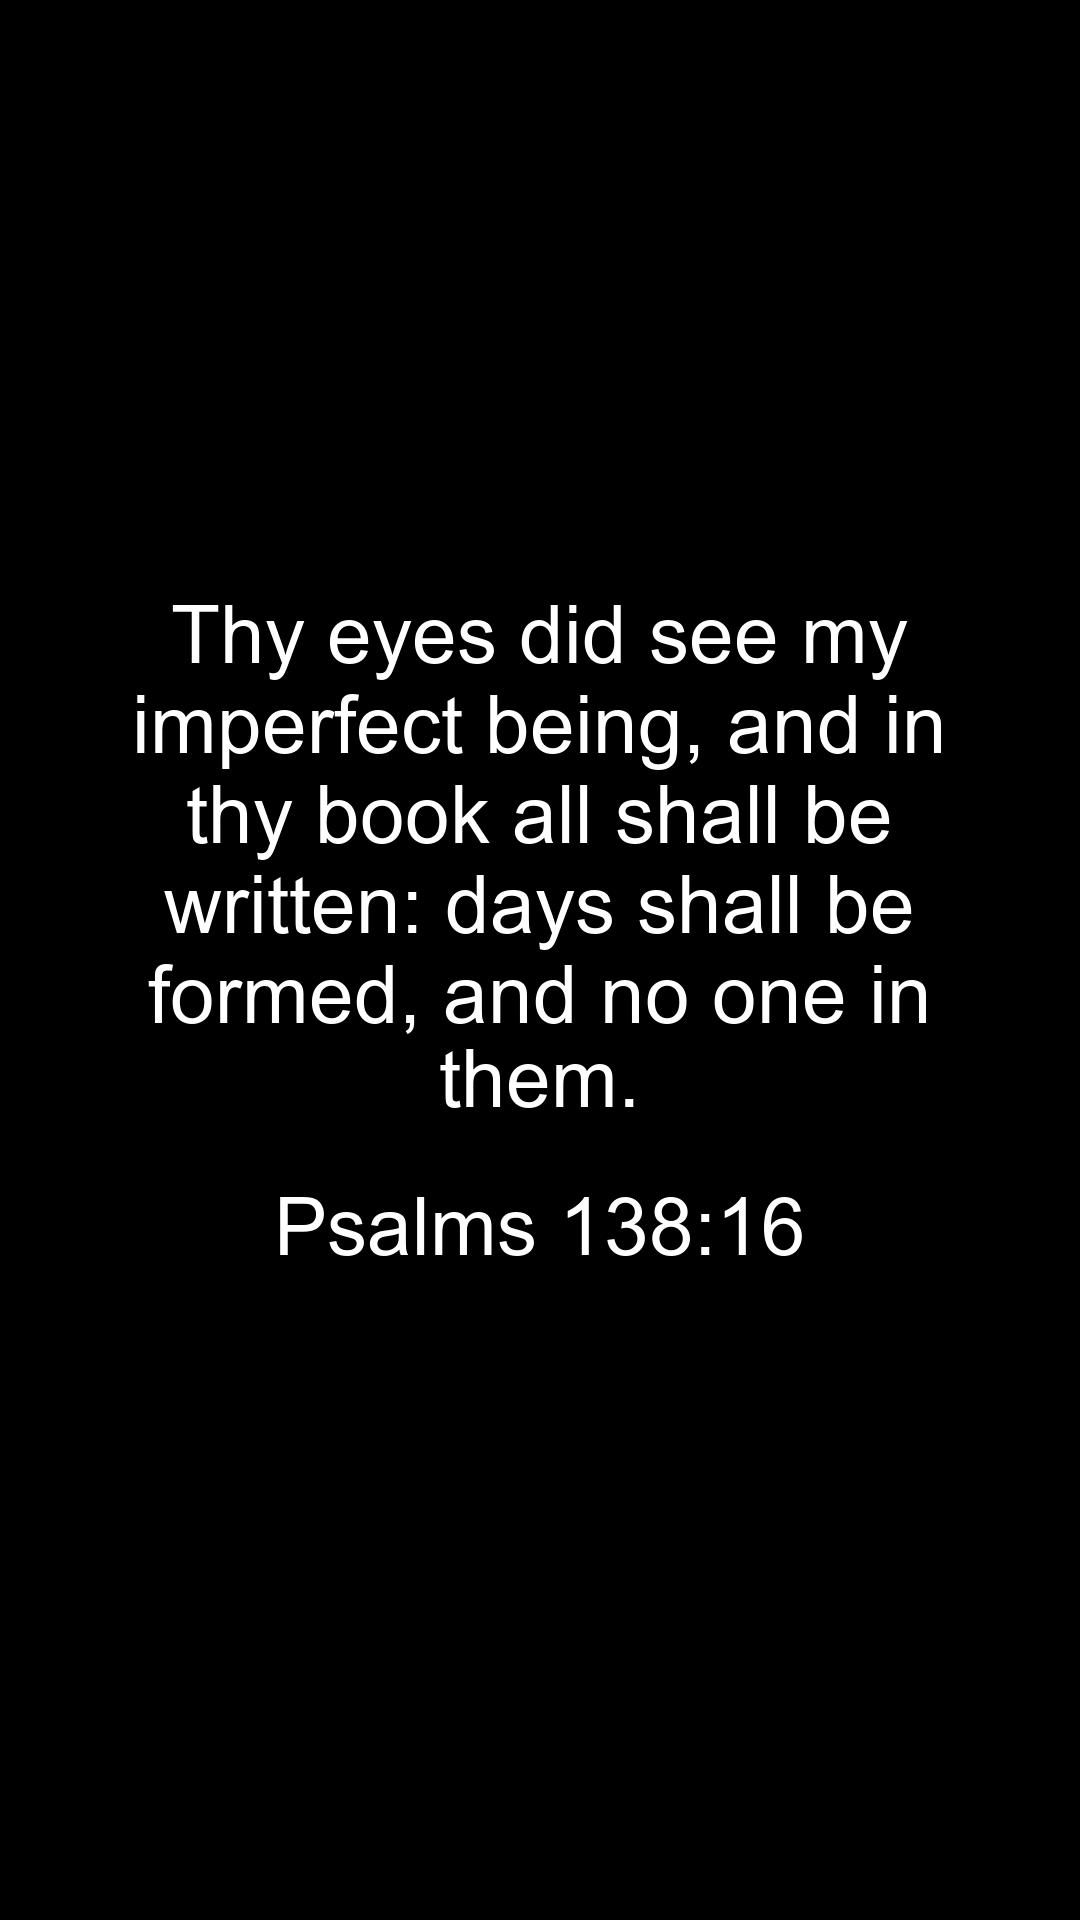 Thy eyes did see my
imperfect being, and in
thy book all shall be
written: days shall be
formed, and no one in
them.
Psalms 138:16